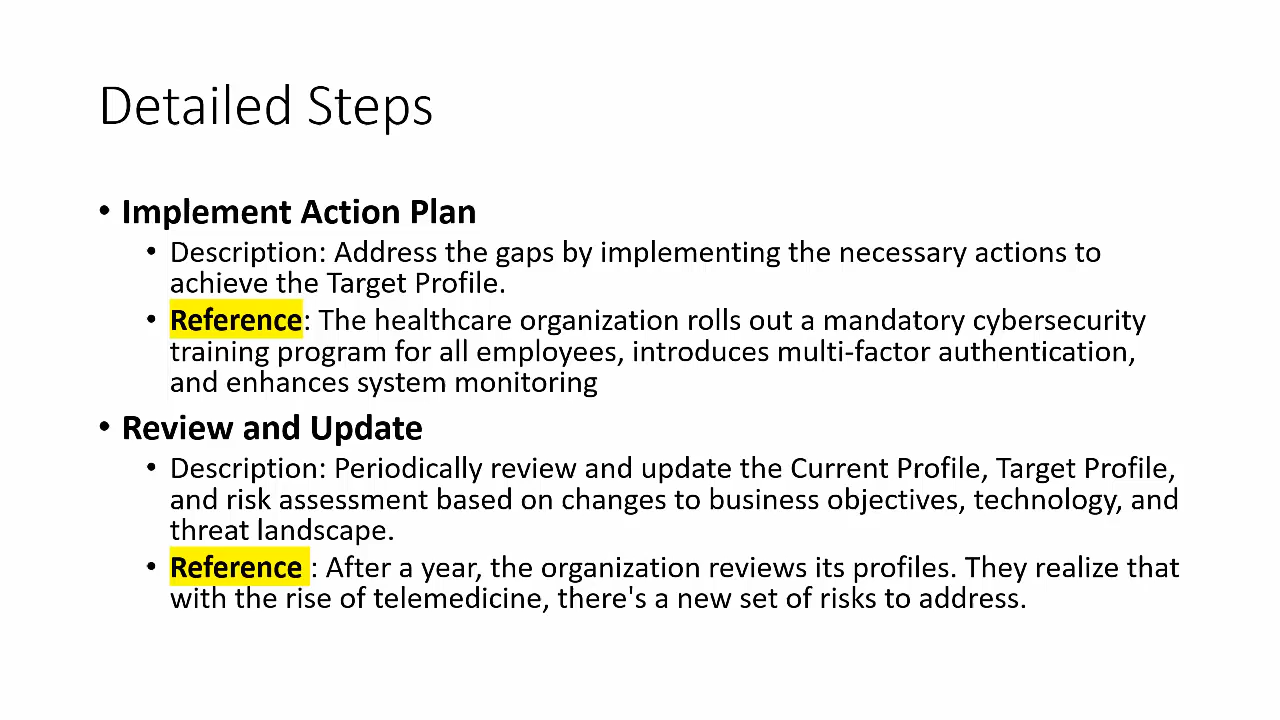 Detailed Steps
• Implement Action Plan
• Description: Address the gaps by implementing the necessary actions to
achieve the Target Profile.
• Reference: The healthcare organization rolls out a mandatory cybersecurity
training program for all employees, introduces multi-factor authentication,
and enhances system monitoring
• Review and Update
• Description: Periodically review and update the Current Profile, Target Profile,
and risk assessment based on changes to business objectives, technology, and
threat landscape.
• Reference : After a year, the organization reviews its profiles. They realize that
with the rise of telemedicine, there's a new set of risks to address.